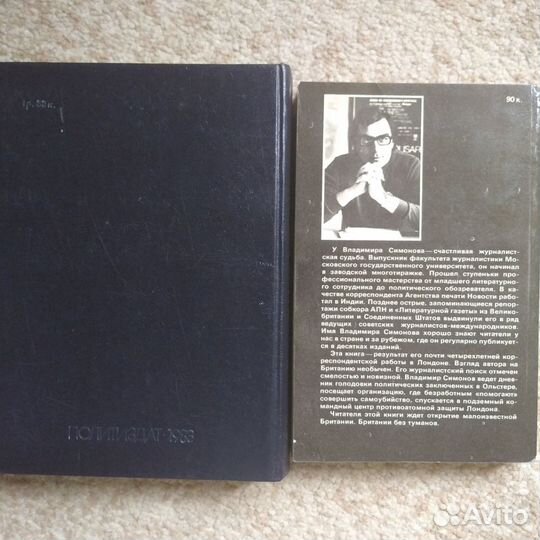 1р. 60 к.
ПОЛИТИЗДАТ·1983
90 к.
У Владимира Симонова—счастливая журналист-
ская судьба. Выпускник факультета журналистики Мос-
ковского государственного университета, он начинал
в заводской многотиражке. Прошел ступеньки про-
фессионального мастерства от младшего литературно-
го сотрудника до политического обозревателя. В ка-
честве корреспондента Агентства печати Новости рабо-
тал в Индии. Позднее острые, запоминающиеся репор-
тажи собкора АПН и «Литературной газеты» из Велико-
британии и Соединенных Штатов выдвинули его в ряд
ведущих советских журналистов-международников.
Имя Владимира Симонова хорошо знают читатели у
нас в стране и за рубежом, где он регулярно публикует-
ся в десятках изданий.
Эта книга—результат его почти четырехлетней кор-
респондентской работы в Лондоне. Взгляд автора на
Британию необычен. Его журналистский поиск отмечен
смелостью и новизной. Владимир Симонов ведет днев-
ник голодовки политических заключенных в Ольстере,
посещает организацию, где безработным «помогают»
совершить самоубийство, спускается в подземный ко-
мандный центр противоатомной защиты Лондона.
Читателя этой книги ждет открытие малоизвестной
Британии. Британии без туманов.
Avito